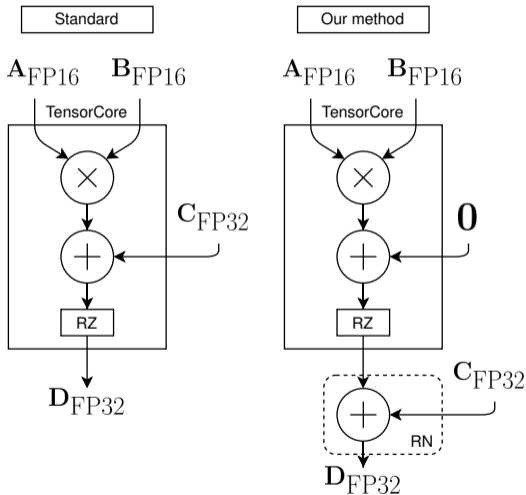 Standard
A_FP16 B_FP16
TensorCore
×
C_FP32
+
RZ
D_FP32
Our method
A_FP16 B_FP16
TensorCore
×
0
+
RZ
C_FP32
+
RN
D_FP32